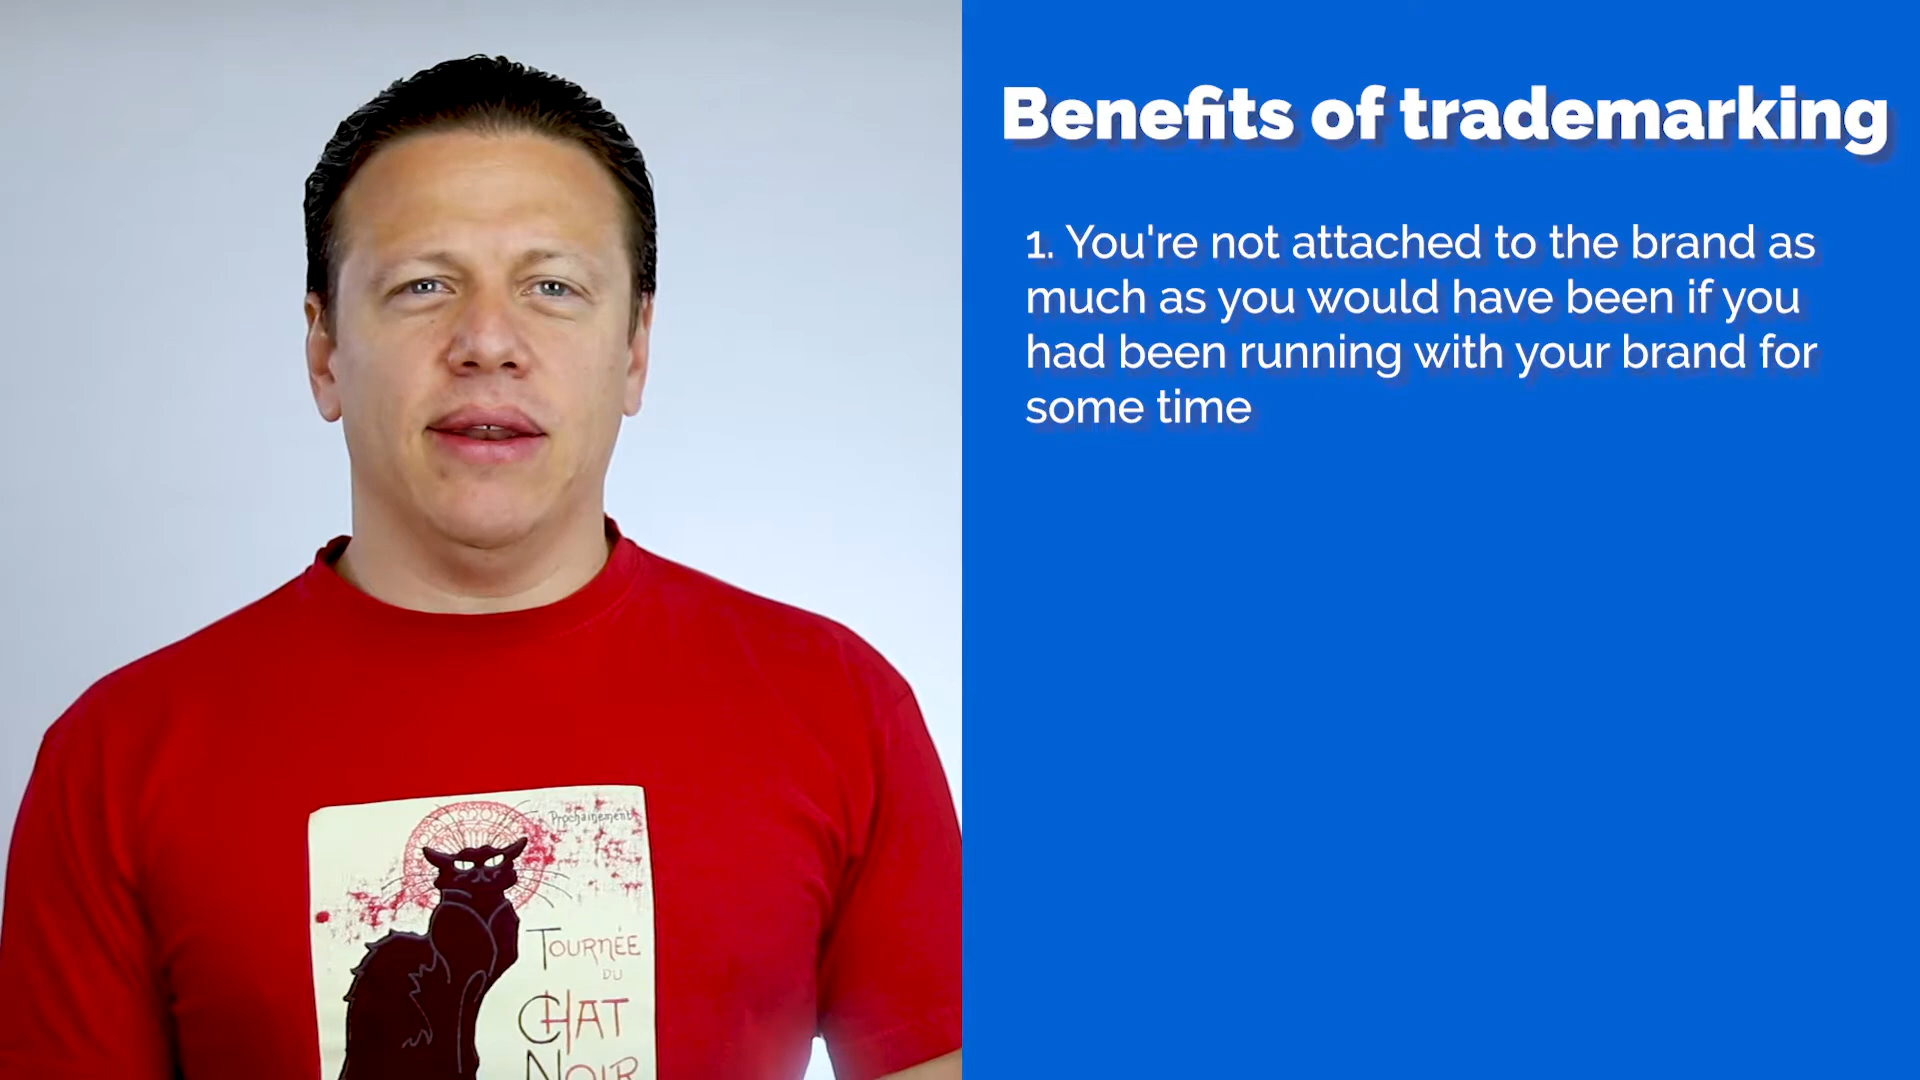 Benefits of trademarking
1. You're not attached to the brand as
much as you would have been if you
had been running with your brand for
some time
Prochainement
TOURNÉE
DU
CHAT
NOIR